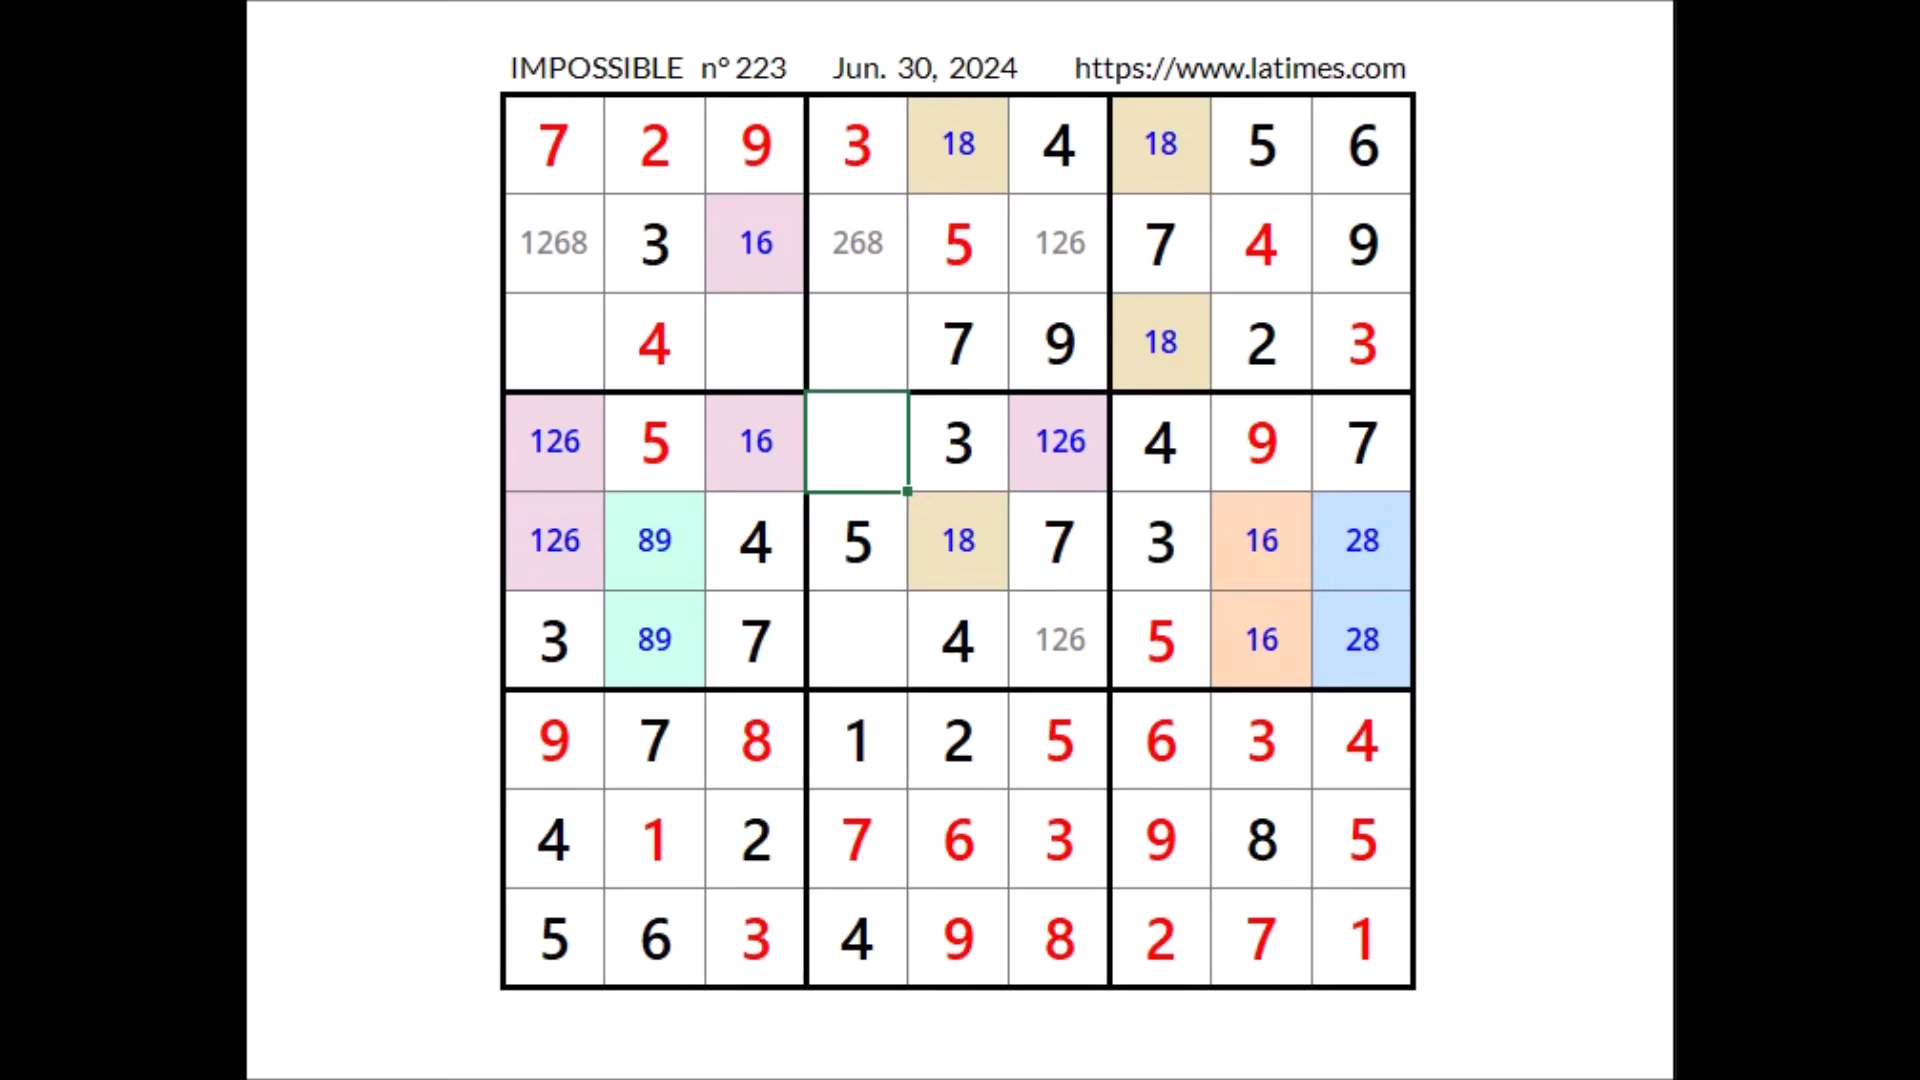 IMPOSSIBLE n° 223 Jun. 30, 2024 https://www.latimes.com
7 2 9 3 18 4 18 5 6
1268 3 16 268 5 126 7 4 9
4 7 9 18 2 3
126 5 16 3 126 4 9 7
126 89 4 5 18 7 3 16 28
3 89 7 4 126 5 16 28
9 7 8 1 2 5 6 3 4
4 1 2 7 6 3 9 8 5
5 6 3 4 9 8 2 7 1